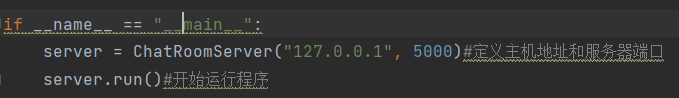 if __name__ == "__main__":
    server = ChatRoomServer("127.0.0.1", 5000)#定义主机地址和服务器端口
    server.run()#开始运行程序